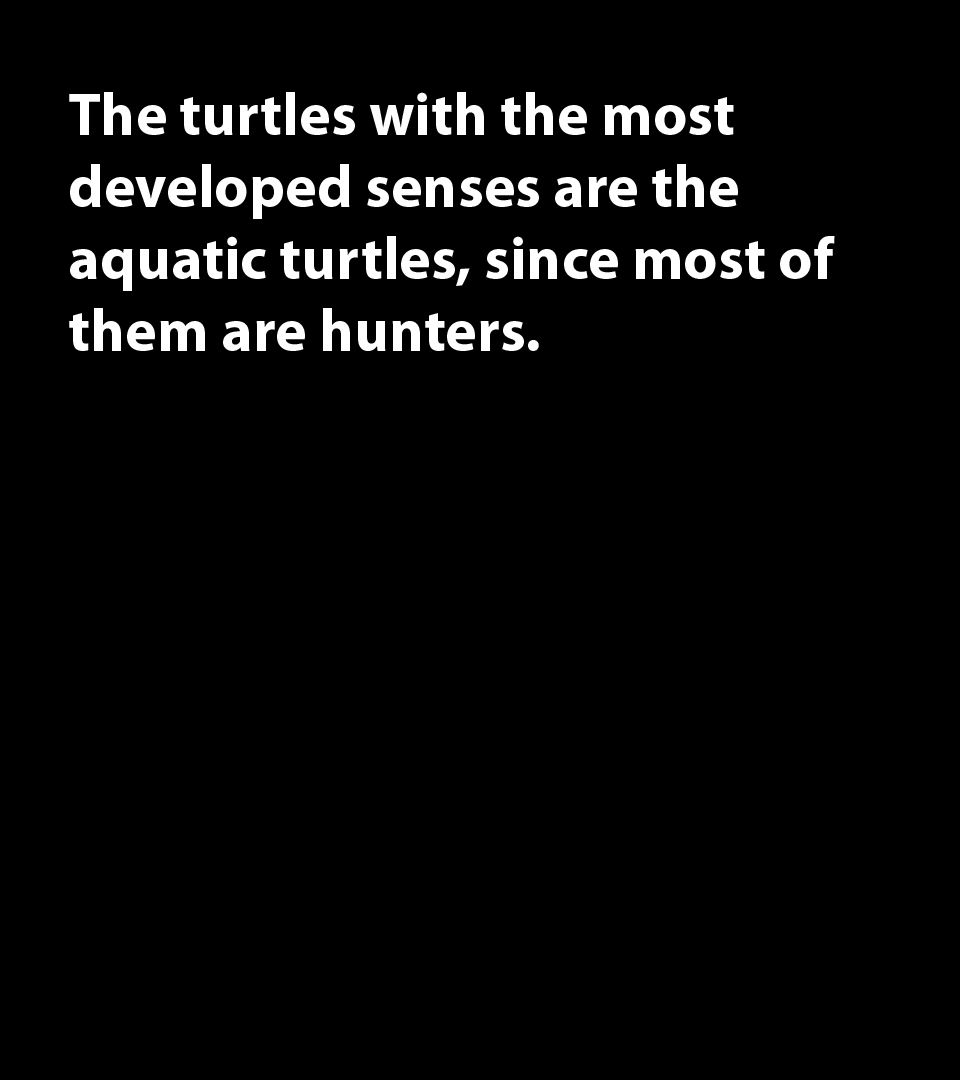 The turtles with the most
developed senses are the
aquatic turtles, since most of
them are hunters.